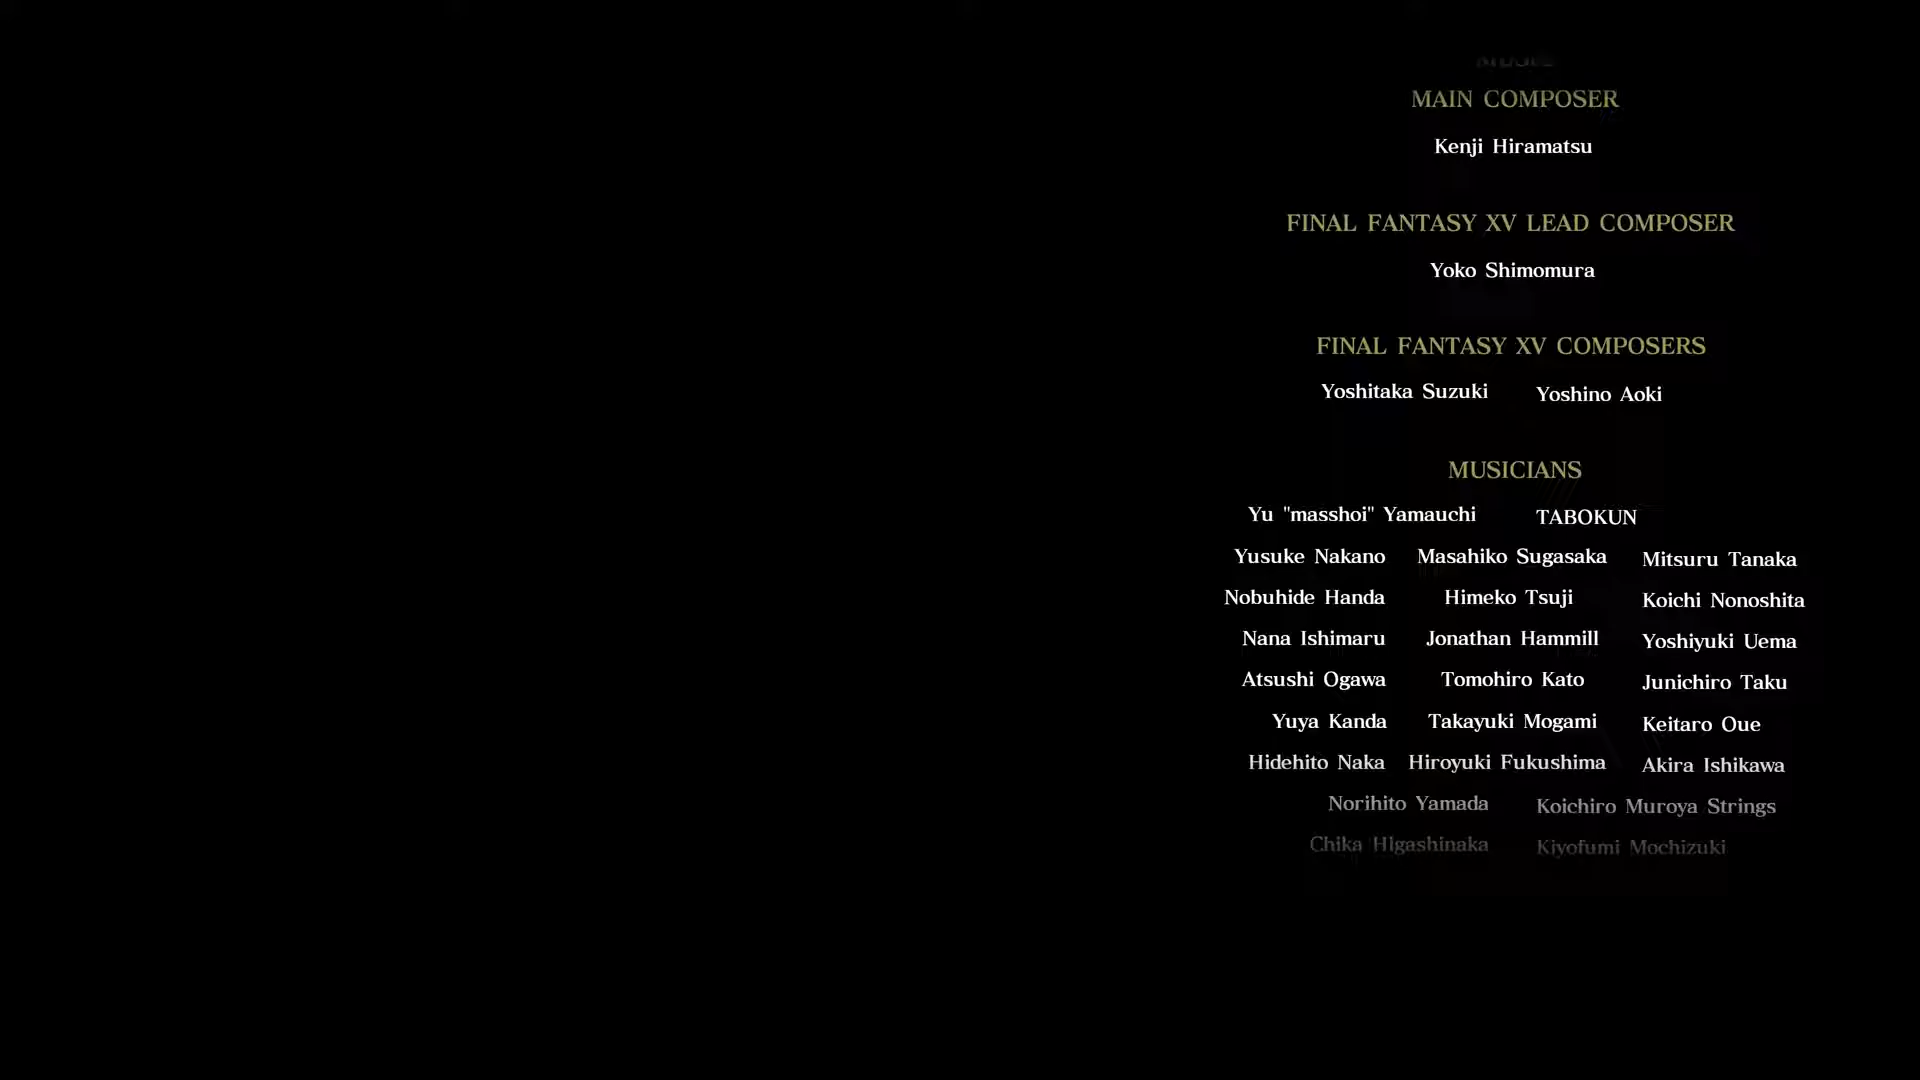 MAIN COMPOSER
Kenji Hiramatsu
FINAL FANTASY XV LEAD COMPOSER
Yoko Shimomura
FINAL FANTASY XV COMPOSERS
Yoshitaka Suzuki Yoshino Aoki
MUSICIANS
Yu "masshoi" Yamauchi TABOKUN
Yusuke Nakano Masahiko Sugasaka Mitsuru Tanaka
Nobuhide Handa Himeko Tsuji Koichi Nonoshita
Nana Ishimaru Jonathan Hammill Yoshiyuki Uema
Atsushi Ogawa Tomohiro Kato Junichiro Taku
Yuya Kanda Takayuki Mogami Keitaro Oue
Hidehito Naka Hiroyuki Fukushima Akira Ishikawa
Norihito Yamada Koichiro Muroya Strings
Chika HIgashinaka Kiyofumi Mochizuki